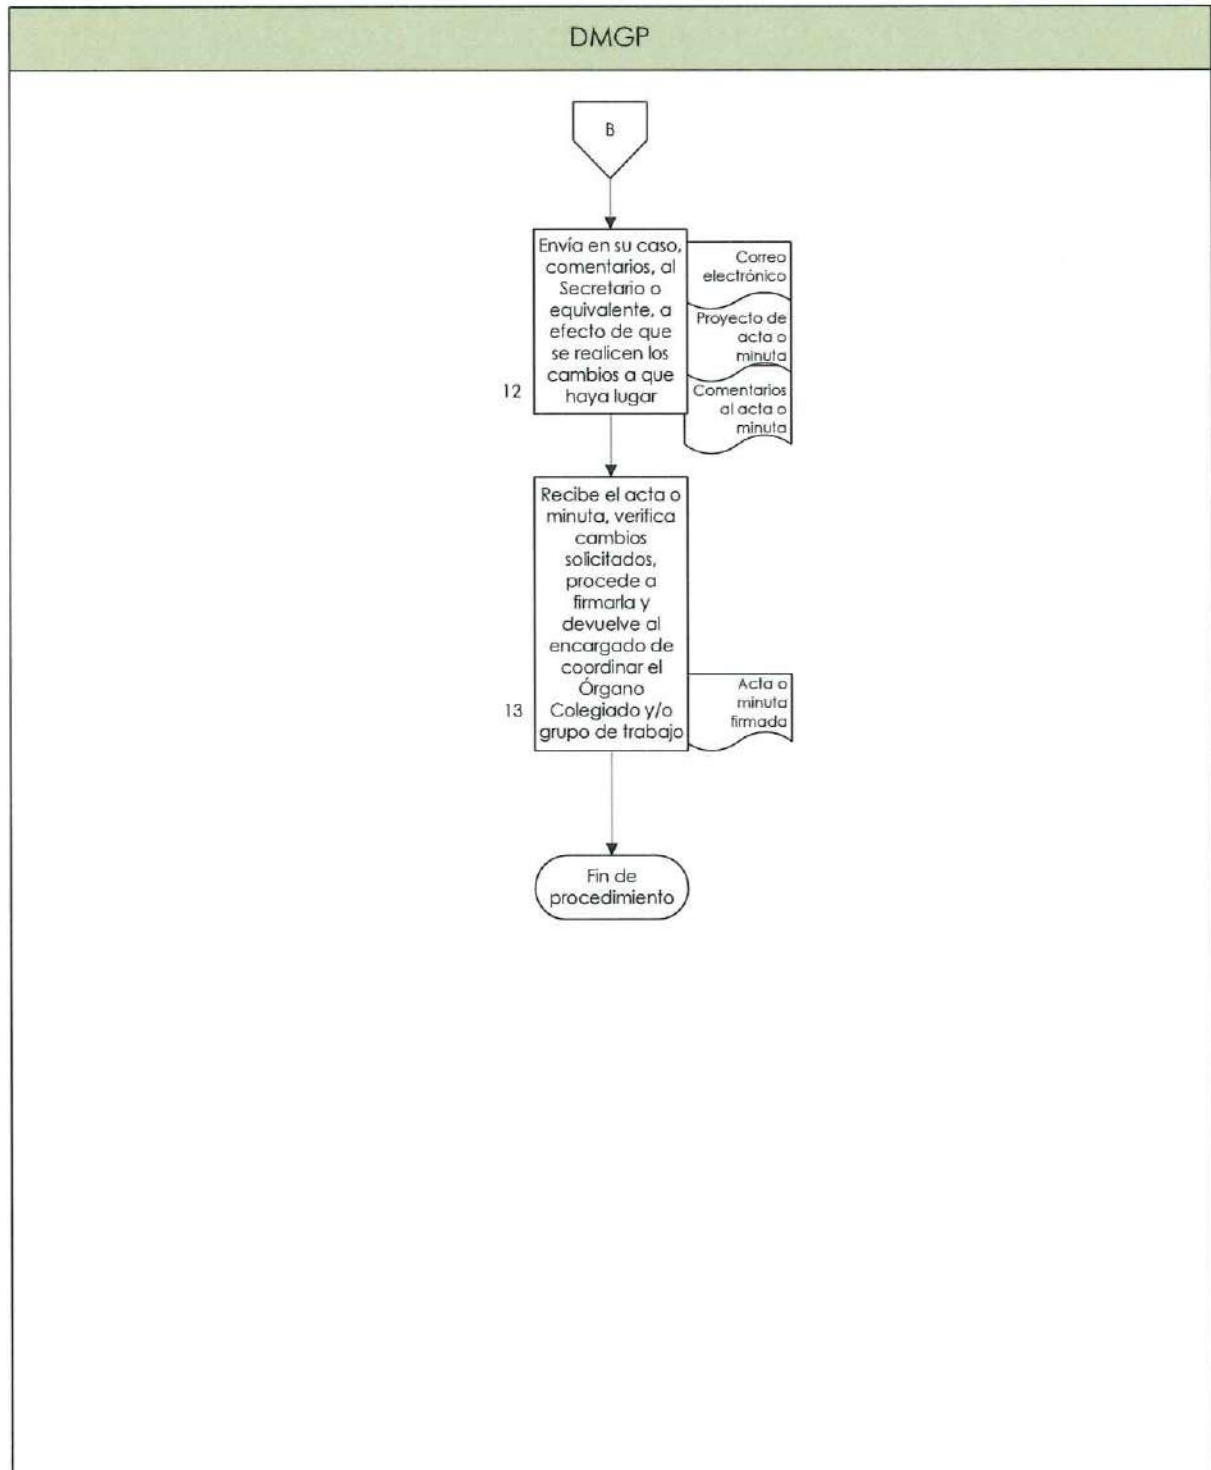 DMGP
B
Envía en su caso,
comentarios, al
Secretario o
equivalente, a
efecto de que
se realicen los
cambios a que
haya lugar
12
Correo
electrónico
Proyecto de
acta o
minuta
Comentarios
al acta o
minuta
Recibe el acta o
minuta, verifica
cambios
solicitados,
procede a
firmarla y
devuelve al
encargado de
coordinar el
Órgano
Colegiado y/o
grupo de trabajo
13
Acta o
minuta
firmada
Fin de
procedimiento